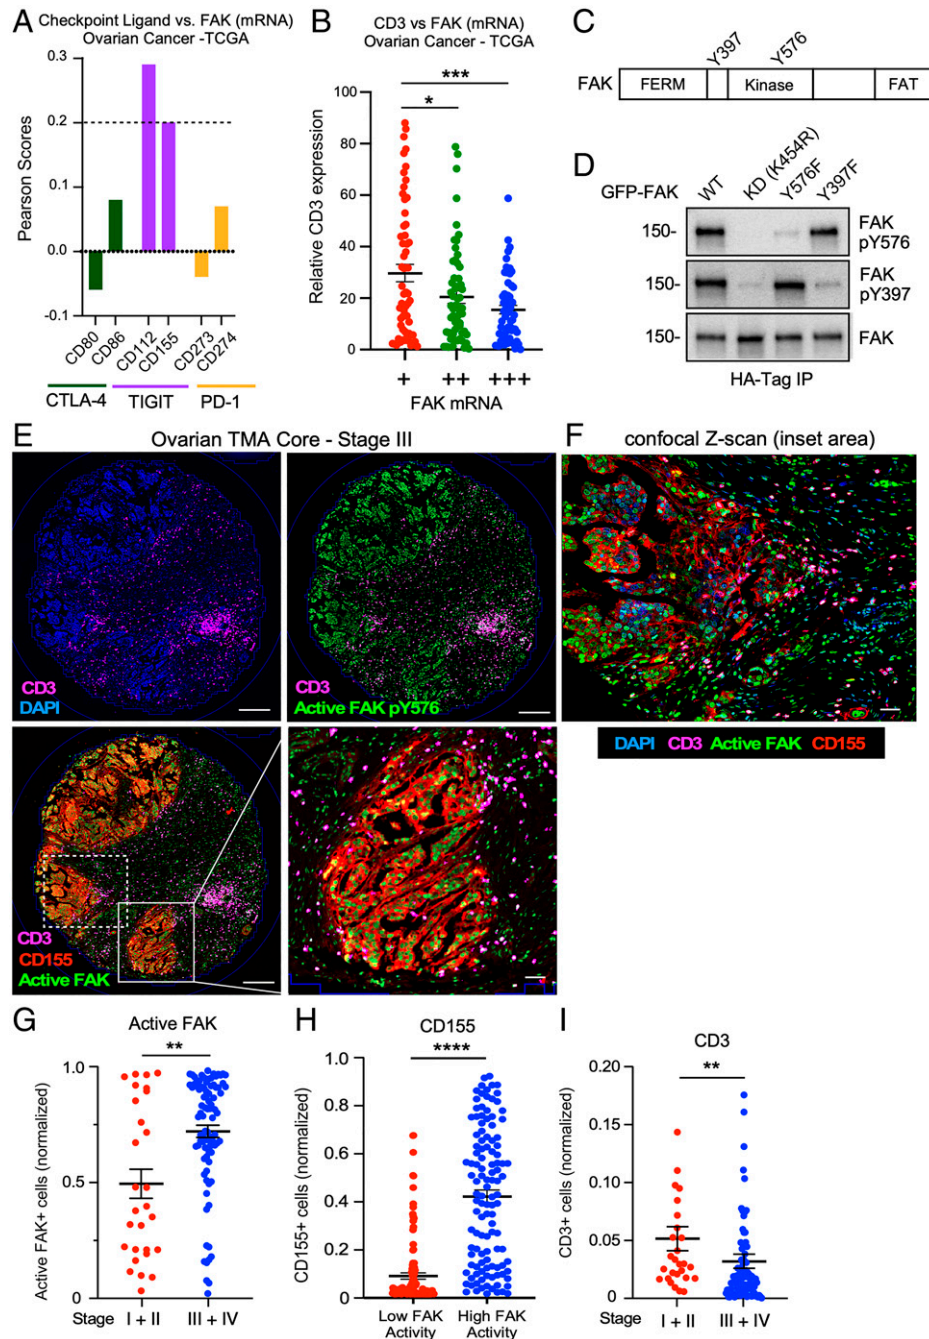 A
Checkpoint Ligand vs. FAK (mRNA)
Ovarian Cancer -TCGA
Pearson Scores
0.3
0.2
0.1
0.0
-0.1
CD80
CD86
CD112
CD155
CD273
CD274
CTLA-4
TIGIT
PD-1
B
CD3 vs FAK (mRNA)
Ovarian Cancer - TCGA
Relative CD3 expression
100
80
60
40
20
0
***
*
+
++
+++
FAK mRNA
C
Y397
Y576
FAK
FERM
Kinase
FAT
D
GFP-FAK
WT
KD (K454R)
Y576F
Y397F
150-
FAK
pY576
150-
FAK
pY397
150-
FAK
HA-Tag IP
E
Ovarian TMA Core - Stage III
CD3
DAPI
CD3
Active FAK pY576
CD3
CD155
Active FAK
F
confocal Z-scan (inset area)
DAPI CD3 Active FAK CD155
G
Active FAK
**
Active FAK+ cells (normalized)
1.0
0.5
0
Stage
I + II
III + IV
H
CD155
****
CD155+ cells (normalized)
1.0
0.8
0.6
0.4
0.2
0
Low FAK
Activity
High FAK
Activity
I
CD3
**
CD3+ cells (normalized)
0.20
0.15
0.10
0.05
0
Stage
I + II
III + IV